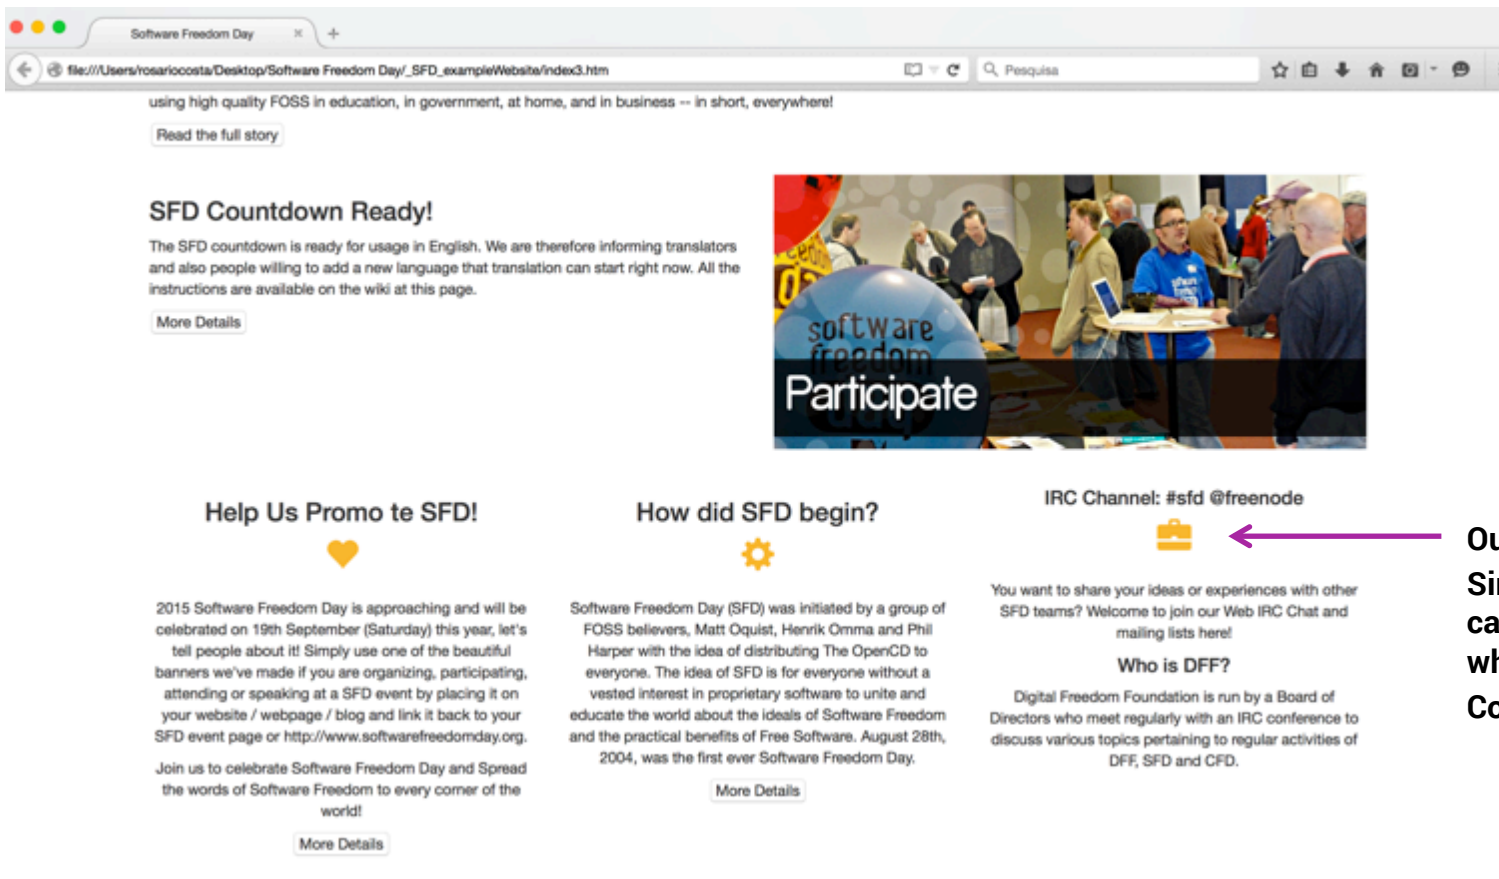 Software Freedom Day
file:///Users/rosariocosta/Desktop/Software Freedom Day/_SFD_exampleWebsite/index3.htm
Pesquisa
using high quality FOSS in education, in government, at home, and in business -- in short, everywhere!
Read the full story
SFD Countdown Ready!
The SFD countdown is ready for usage in English. We are therefore informing translators
and also people willing to add a new language that translation can start right now. All the
instructions are available on the wiki at this page.
More Details
software
freedom
Participate
Help Us Promo te SFD!
2015 Software Freedom Day is approaching and will be
celebrated on 19th September (Saturday) this year, let's
tell people about it! Simply use one of the beautiful
banners we've made if you are organizing, participating,
attending or speaking at a SFD event by placing it on
your website / webpage / blog and link it back to your
SFD event page or http://www.softwarefreedomday.org.
Join us to celebrate Software Freedom Day and Spread
the words of Software Freedom to every corner of the
world!
More Details
How did SFD begin?
Software Freedom Day (SFD) was initiated by a group of
FOSS believers, Matt Oquist, Henrik Omma and Phil
Harper with the idea of distributing The OpenCD to
everyone. The idea of SFD is for everyone without a
vested interest in proprietary software to unite and
educate the world about the ideals of Software Freedom
and the practical benefits of Free Software. August 28th,
2004, was the first ever Software Freedom Day.
More Details
IRC Channel: #sfd @freenode
You want to share your ideas or experiences with other
SFD teams? Welcome to join our Web IRC Chat and
mailing lists here!
Who is DFF?
Digital Freedom Foundation is run by a Board of
Directors who meet regularly with an IRC conference to
discuss various topics pertaining to regular activities of
DFF, SFD and CFD.